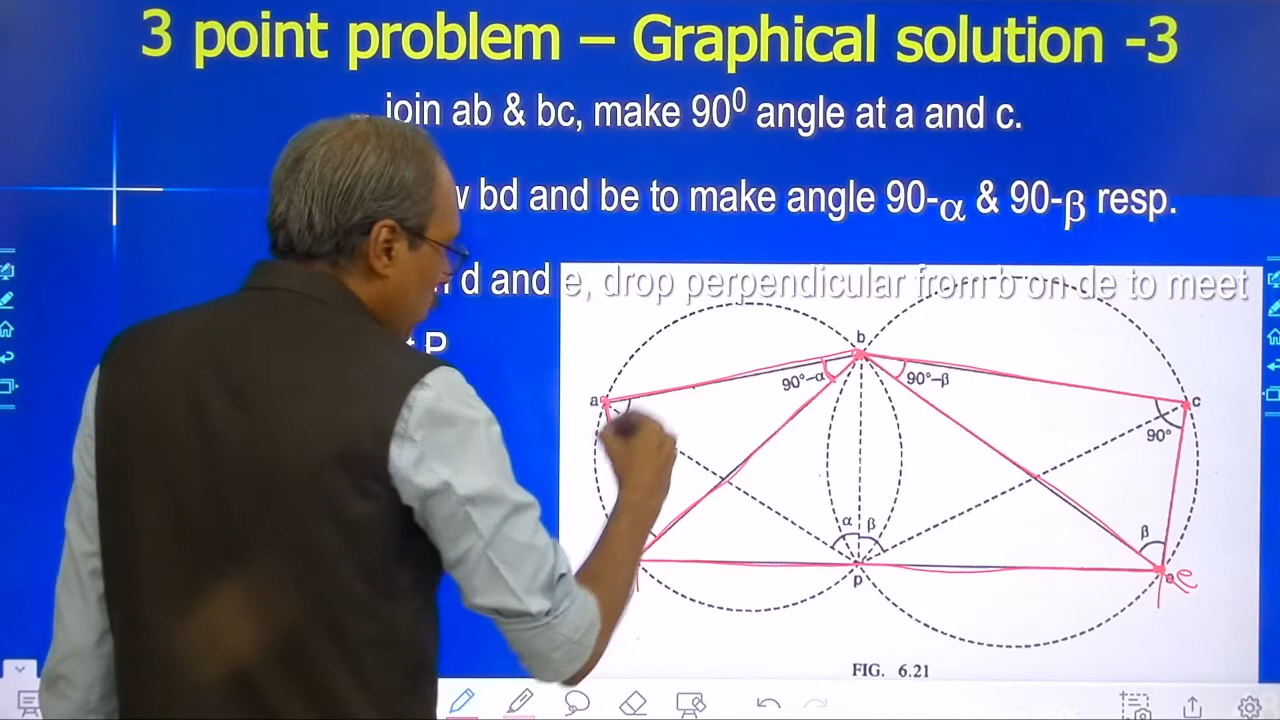 3 point problem – Graphical solution -3
join ab & bc, make 90⁰ angle at a and c.
bd and be to make angle 90-α & 90-β resp.
d and e, drop perpendicular from b on de to meet
P
b
90°–α
90°–β
a
c
90°
α
β
β
p
e
e
FIG. 6.21